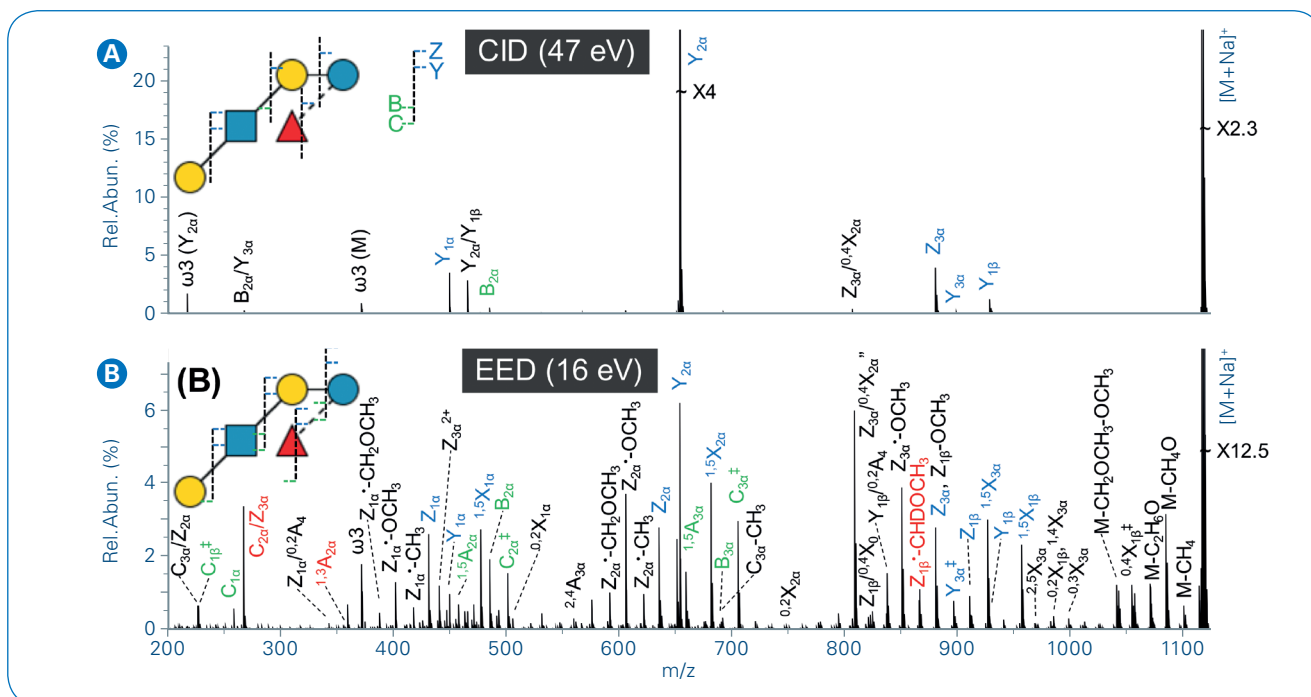 A
CID (47 eV)
Z
Y
B
C
Rel.Abun. (%)
20
15
10
5
0
ω3 (Y2α)
B2α/Y3α
ω3 (M)
Y1α
Y2α/Y1β
B2α
Y2α
~ X4
Z3α/0,4X2α
Z3α
Y3α
Y1β
[M+Na]+
~ X2.3
B
(B)
EED (16 eV)
Rel.Abun. (%)
6
4
2
0
C3α/Z2α
C1β‡
C1α
C2α/Z3α
Z1α/0,2A4
1,3A2α
ω3
Z1α•-CH2OCH3
Z1α•-OCH3
Z1α•-CH3
Z1α
Z3α2+
Y1α
1,5A2α
1,5X1α
B2α
C2α‡
0,2X1α
2,4A3α
Z2α•-CH2OCH3
Z2α•-OCH3
Z2α•-CH3
Z2α
Y2α
1,5A3α
1,5X2α
B3α
C3α‡
C3α-CH3
0,2X2α
Z3α/0,4X2α"
Z1β/0,4X0
Y1β/0,2A4
Z3α•-OCH3
Z1β•-CHDOCH3
Z3α, Z1β-OCH3
Y3α‡
Z1β
1,5X3α
Y1β
1,5X1β
2,5X3α
0,2X1β, 1,4X3α
0,3X3α
M-CH2OCH3-OCH3
0,4X1β‡
M-C2H6O
M-CH4O
M-CH4
[M+Na]+
~ X12.5
200
300
400
500
600
700
800
900
1000
1100
m/z